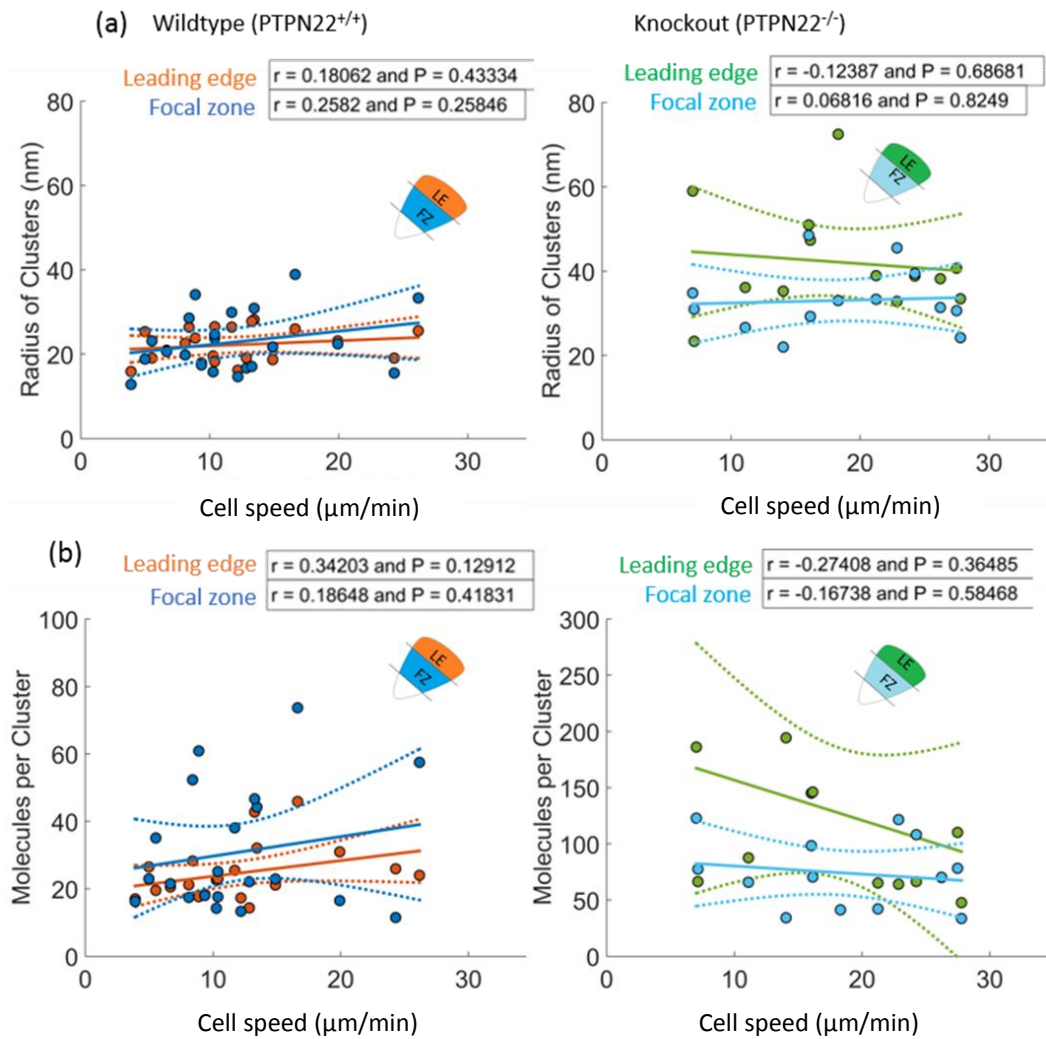 (a) Wildtype (PTPN22+/+) Knockout (PTPN22-/-)
Leading edge r = 0.18062 and P = 0.43334
Focal zone r = 0.2582 and P = 0.25846
Leading edge r = -0.12387 and P = 0.68681
Focal zone r = 0.06816 and P = 0.8249
Radius of Clusters (nm)
80
60
40
20
0
LE
FZ
0 10 20 30
Cell speed (µm/min)
Radius of Clusters (nm)
80
60
40
20
0
LE
FZ
0 10 20 30
Cell speed (µm/min)
(b)
Leading edge r = 0.34203 and P = 0.12912
Focal zone r = 0.18648 and P = 0.41831
Leading edge r = -0.27408 and P = 0.36485
Focal zone r = -0.16738 and P = 0.58468
Molecules per Cluster
100
80
60
40
20
0
LE
FZ
0 10 20 30
Cell speed (µm/min)
Molecules per Cluster
300
250
200
150
100
50
0
LE
FZ
10 20 30
Cell speed (µm/min)